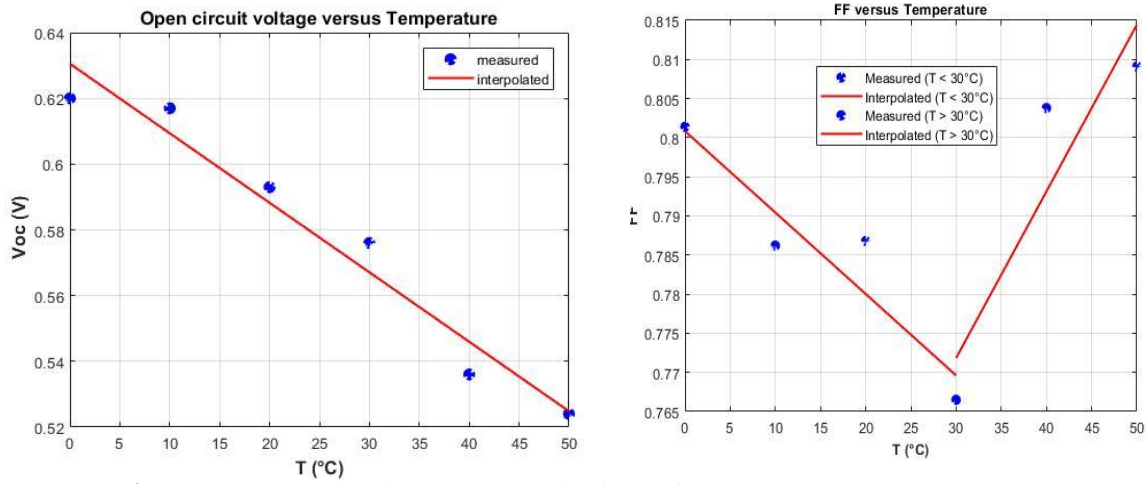 Open circuit voltage versus Temperature
0.64
0.62
0.6
0.58
0.56
0.54
0.52
Voc (V)
measured
interpolated
0 5 10 15 20 25 30 35 40 45 50
T (°C)
FF versus Temperature
0.815
0.81
0.805
0.8
0.795
0.79
0.785
0.78
0.775
0.77
0.765
Measured (T < 30°C)
Interpolated (T < 30°C)
Measured (T > 30°C)
Interpolated (T > 30°C)
0 5 10 15 20 25 30 35 40 45 50
T (°C)